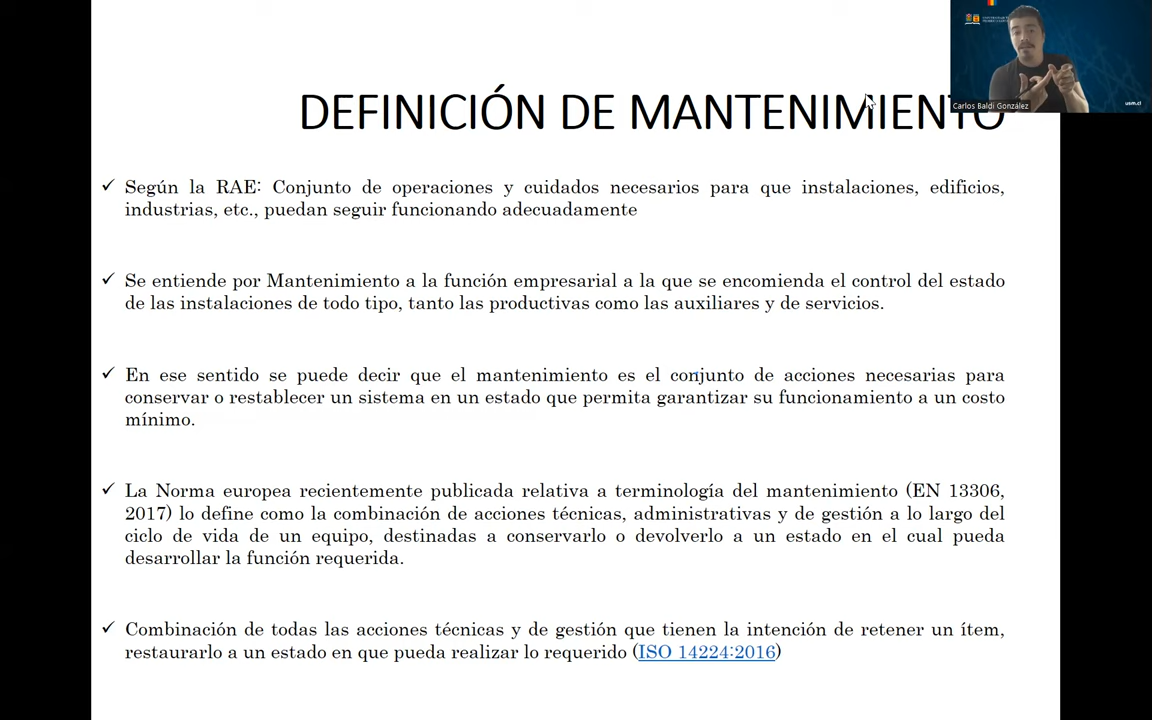 DEFINICIÓN DE MANTENIMIENTO
Carlos Baldi González
usm.cl
✓ Según la RAE: Conjunto de operaciones y cuidados necesarios para que instalaciones, edificios,
industrias, etc., puedan seguir funcionando adecuadamente
✓ Se entiende por Mantenimiento a la función empresarial a la que se encomienda el control del estado
de las instalaciones de todo tipo, tanto las productivas como las auxiliares y de servicios.
✓ En ese sentido se puede decir que el mantenimiento es el conjunto de acciones necesarias para
conservar o restablecer un sistema en un estado que permita garantizar su funcionamiento a un costo
mínimo.
✓ La Norma europea recientemente publicada relativa a terminología del mantenimiento (EN 13306,
2017) lo define como la combinación de acciones técnicas, administrativas y de gestión a lo largo del
ciclo de vida de un equipo, destinadas a conservarlo o devolverlo a un estado en el cual pueda
desarrollar la función requerida.
✓ Combinación de todas las acciones técnicas y de gestión que tienen la intención de retener un ítem,
restaurarlo a un estado en que pueda realizar lo requerido (ISO 14224:2016)